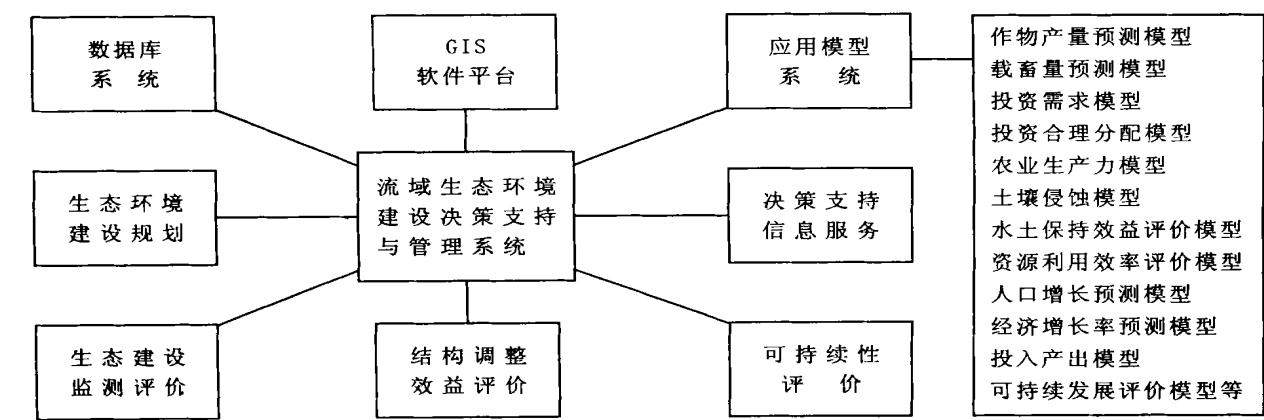 数据库
系统
GIS
软件平台
应用模型
系统
作物产量预测模型
载畜量预测模型
投资需求模型
投资合理分配模型
农业生产力模型
土壤侵蚀模型
水土保持效益评价模型
资源利用效率评价模型
人口增长预测模型
经济增长率预测模型
投入产出模型
可持续发展评价模型等
生态环境
建设规划
流域生态环境
建设决策支持
与管理系统
决策支持
信息服务
生态建设
监测评价
结构调整
效益评价
可持续性
评价